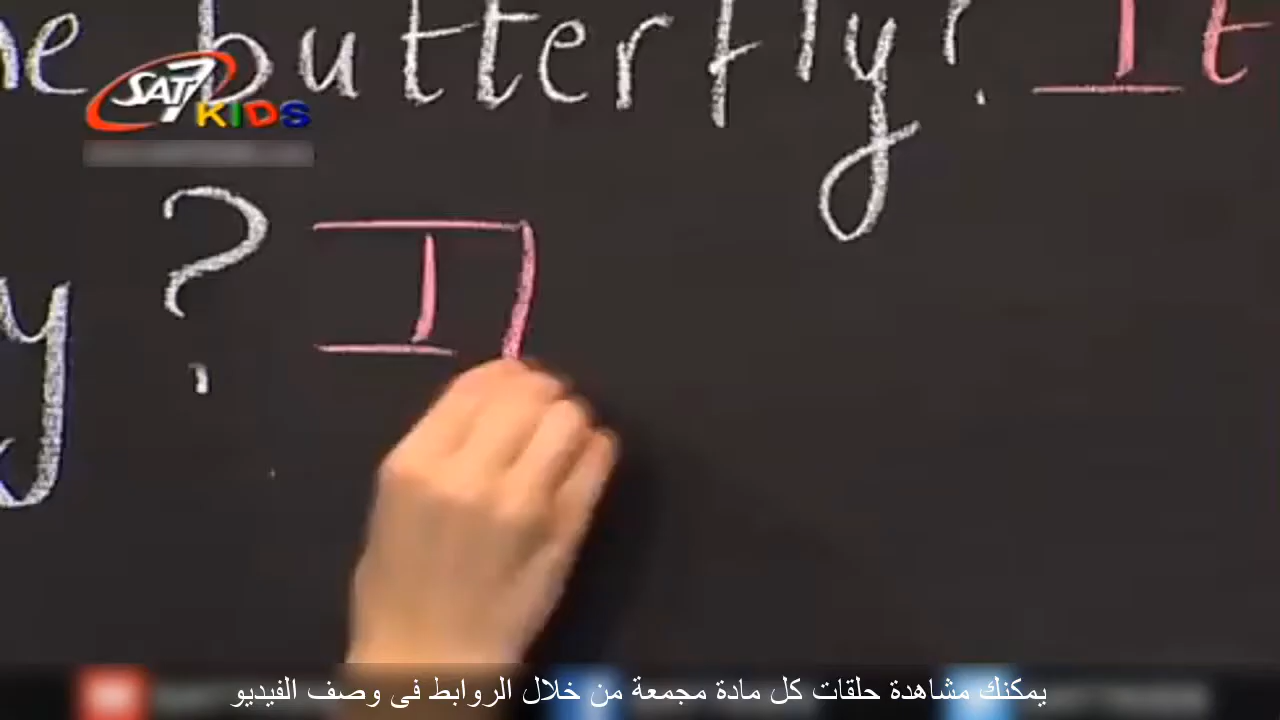 he butterfly? It
SAT7
KIDS
y? I
يمكنك مشاهدة حلقات كل مادة مجمعة من خلال الروابط فى وصف الفيديو